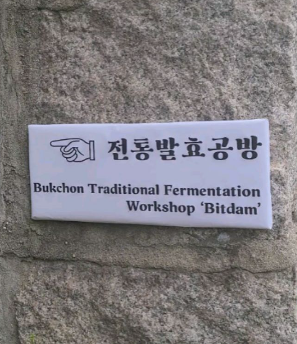 전통발효공방
Bukchon Traditional Fermentation
Workshop ‘Bitdam’